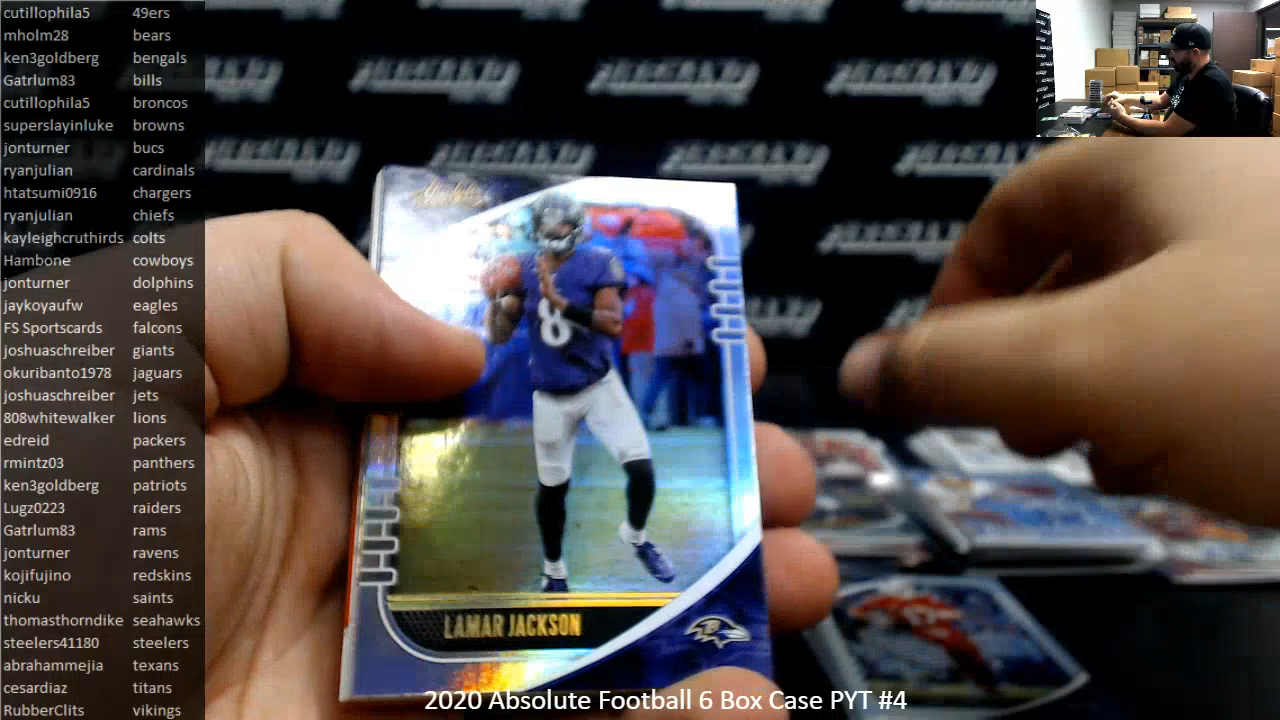 cutillophila5 49ers
mholm28 bears
ken3goldberg bengals
Gatrlum83 bills
cutillophila5 broncos
superslayinluke browns
jonturner bucs
ryanjulian cardinals
htatsumi0916 chargers
ryanjulian chiefs
kayleighcruthirds colts
Hambone cowboys
jonturner dolphins
jaykoyaufw eagles
FS Sportscards falcons
joshuaschreiber giants
okuribanto1978 jaguars
joshuaschreiber jets
808whitewalker lions
edreid packers
rmintz03 panthers
ken3goldberg patriots
Lugz0223 raiders
Gatrlum83 rams
jonturner ravens
kojifujino redskins
nicku saints
thomasthorndike seahawks
steelers41180 steelers
abrahammejia texans
cesardiaz titans
RubberClits vikings
Absolute
8
LAMAR JACKSON
2020 Absolute Football 6 Box Case PYT #4